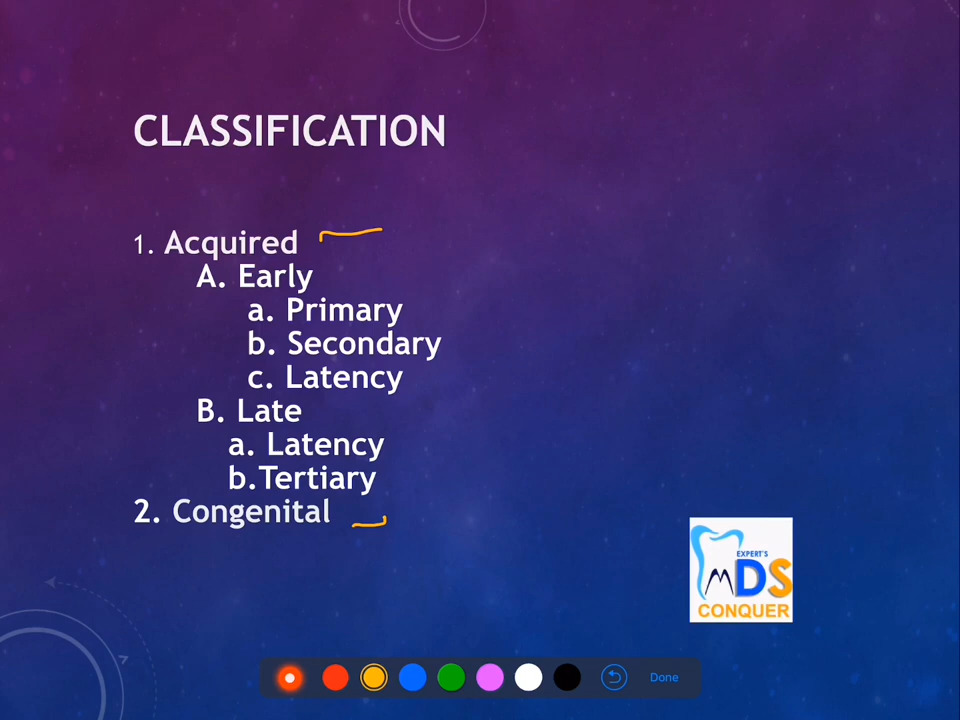 CLASSIFICATION
1. Acquired
A. Early
a. Primary
b. Secondary
c. Latency
B. Late
a. Latency
b.Tertiary
2. Congenital
EXPERT'S
MDS
CONQUER
Done